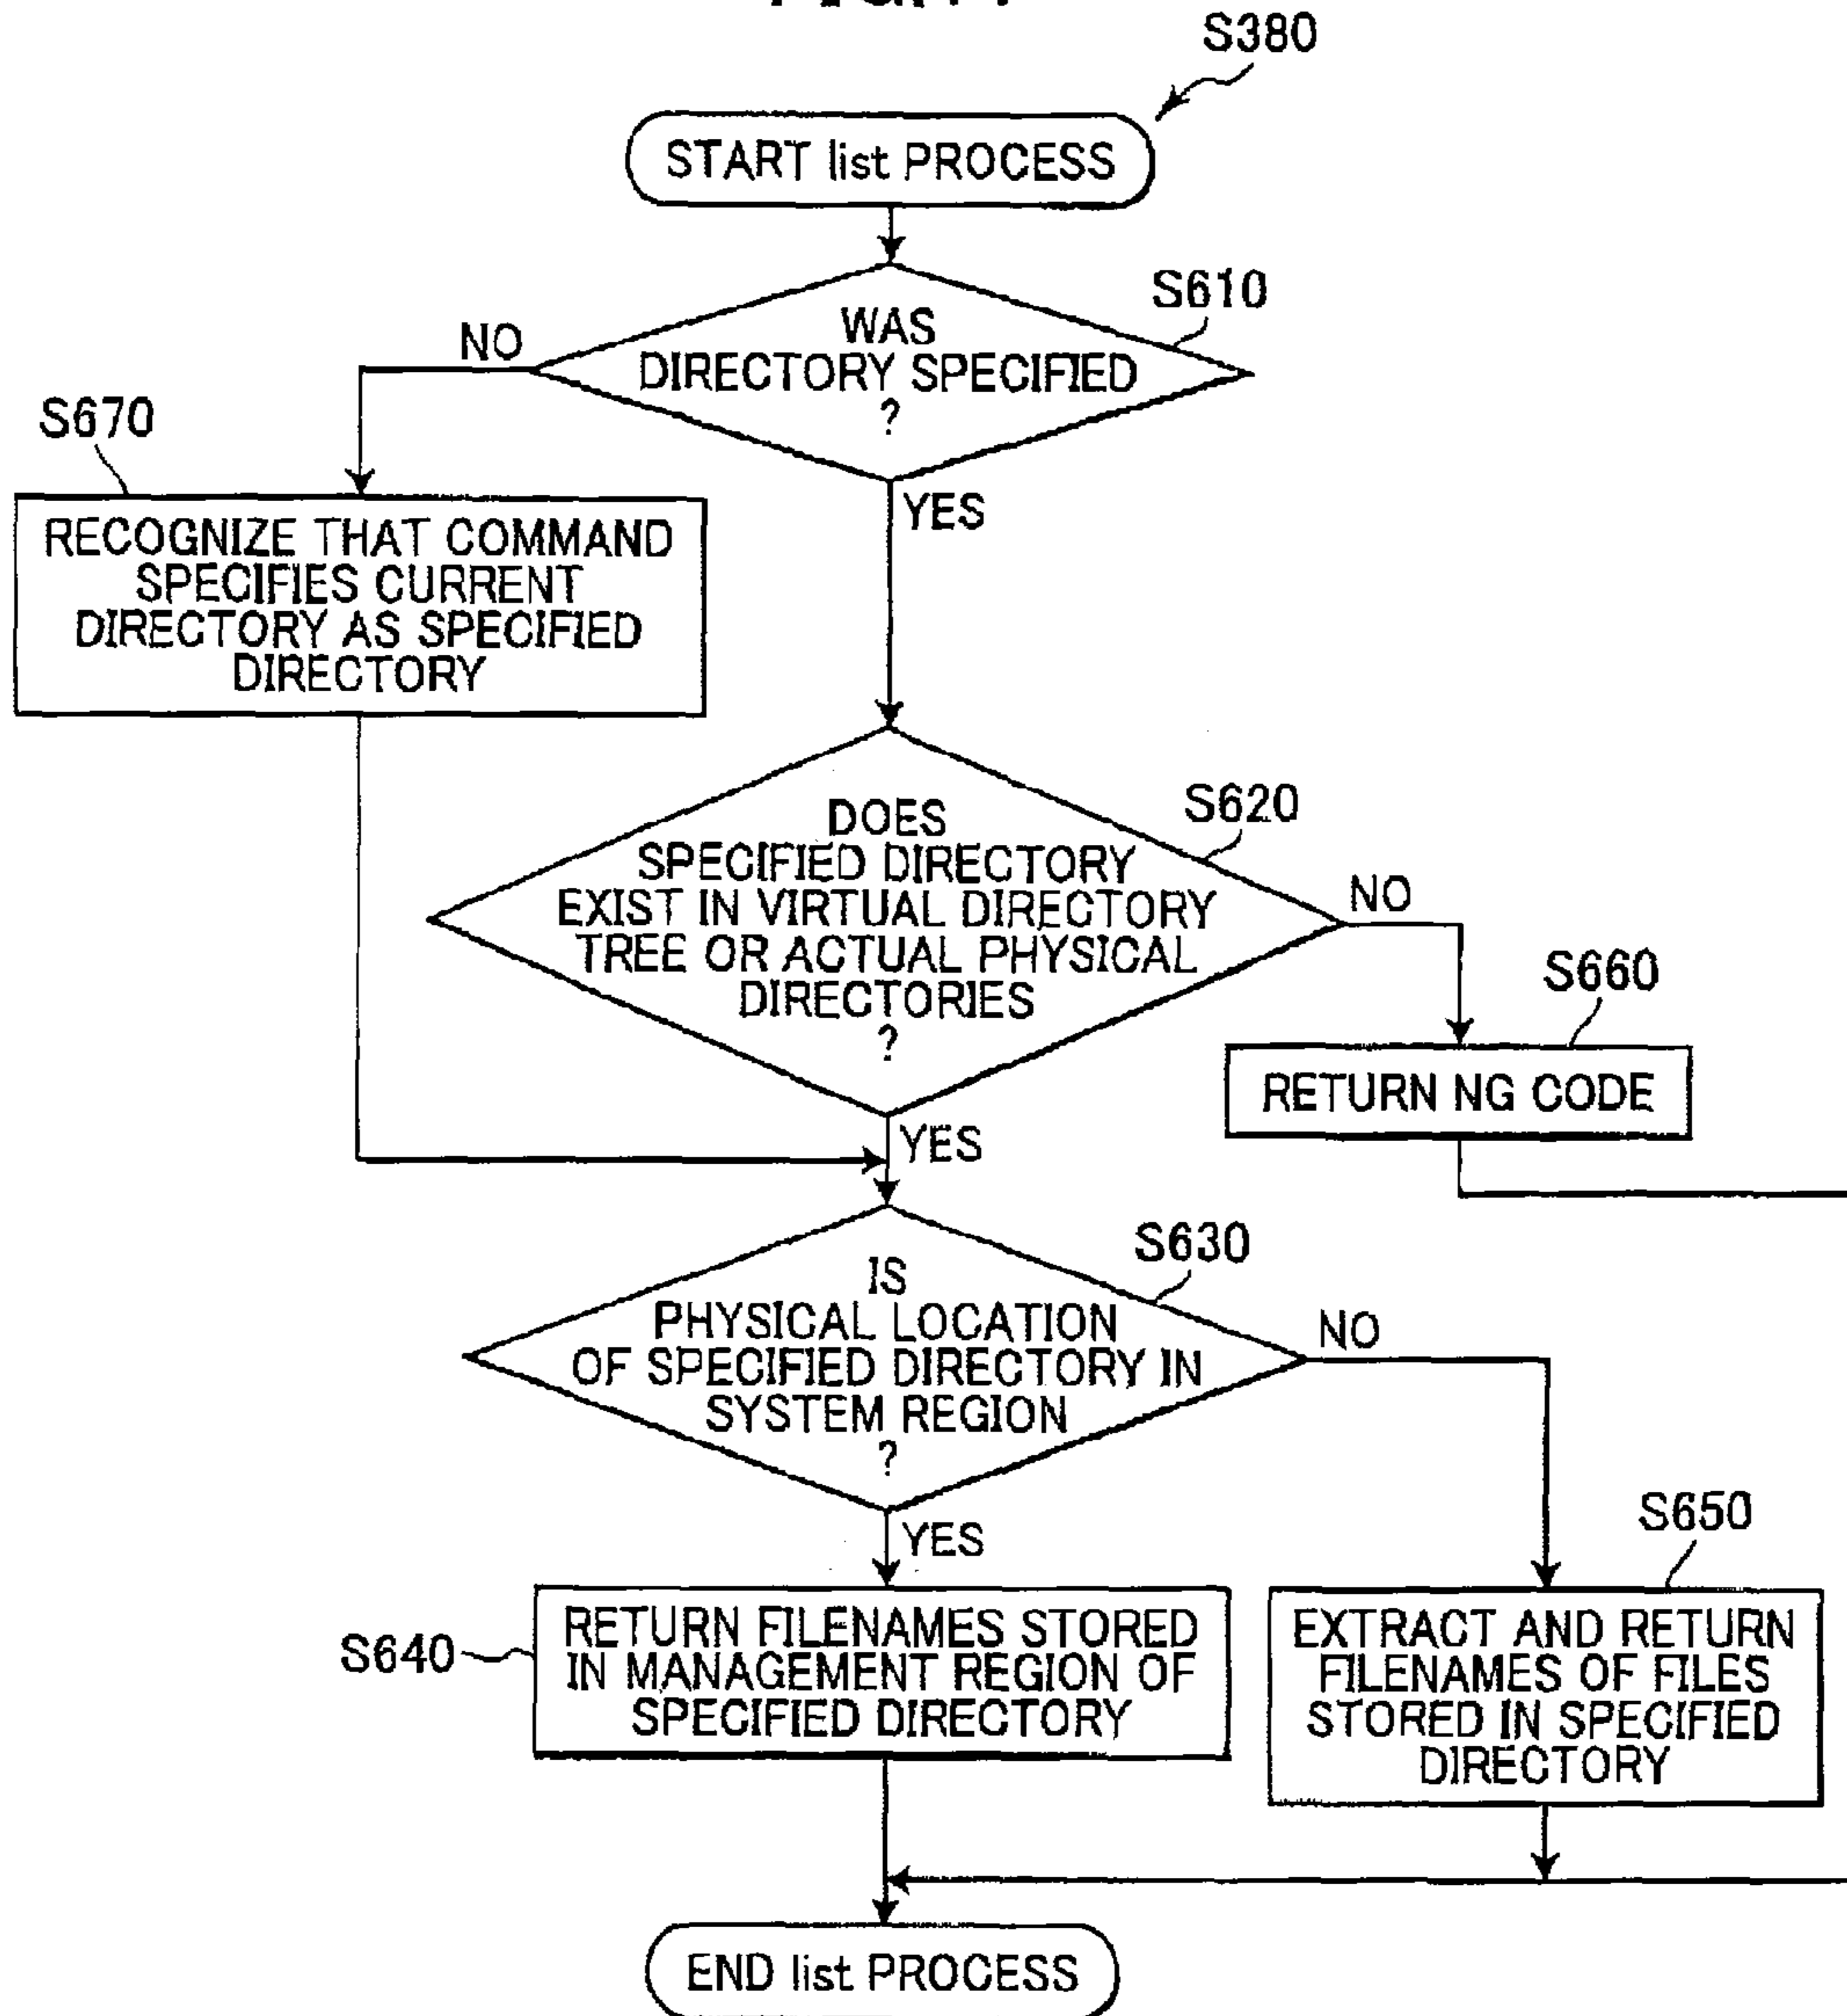 S380
START list PROCESS
S610
WAS
DIRECTORY SPECIFIED
?
NO
YES
S670
RECOGNIZE THAT COMMAND
SPECIFIES CURRENT
DIRECTORY AS SPECIFIED
DIRECTORY
S620
DOES
SPECIFIED DIRECTORY
EXIST IN VIRTUAL DIRECTORY
TREE OR ACTUAL PHYSICAL
DIRECTORIES
?
NO
YES
S660
RETURN NG CODE
S630
IS
PHYSICAL LOCATION
OF SPECIFIED DIRECTORY IN
SYSTEM REGION
?
NO
YES
S640
RETURN FILENAMES STORED
IN MANAGEMENT REGION OF
SPECIFIED DIRECTORY
S650
EXTRACT AND RETURN
FILENAMES OF FILES
STORED IN SPECIFIED
DIRECTORY
END list PROCESS